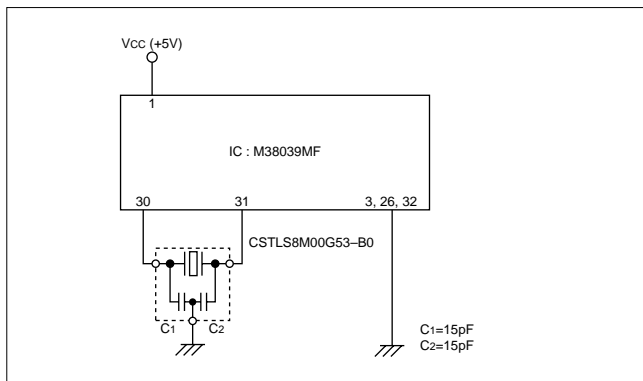 VCC (+5V)
1
IC : M38039MF
30 31 3, 26, 32
CSTLS8M00G53–B0
C1 C2
C1=15pF
C2=15pF